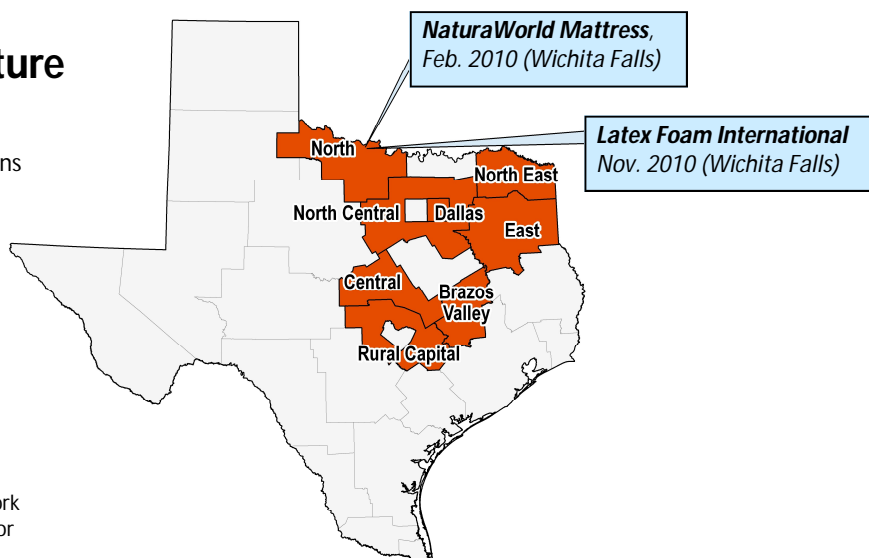 NaturaWorld Mattress,
Feb. 2010 (Wichita Falls)
ture
Latex Foam International
Nov. 2010 (Wichita Falls)
ns
North
North East
North Central
Dallas
East
Central
Brazos
Valley
Rural Capital
rk
or